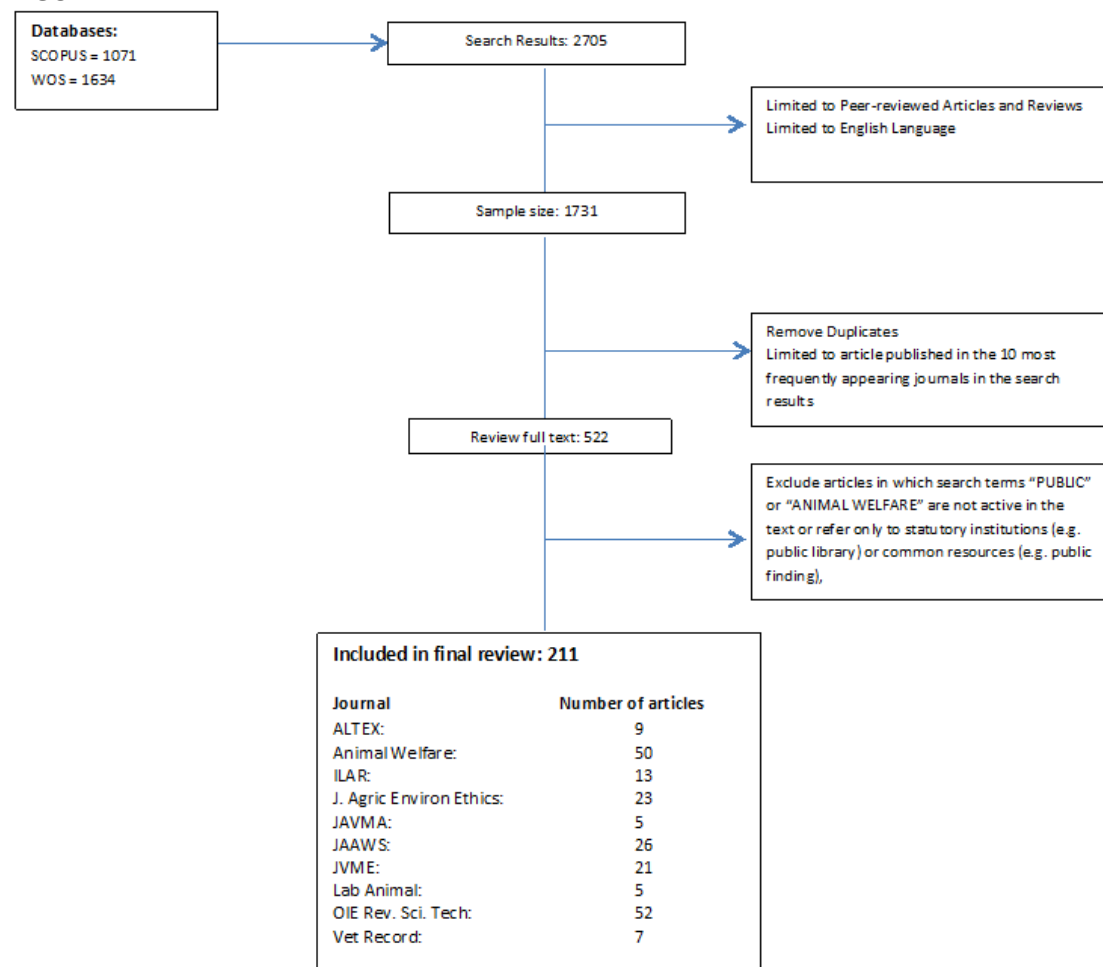 Databases:
SCOPUS = 1071
WOS = 1634
Search Results: 2705
Limited to Peer-reviewed Articles and Reviews
Limited to English Language
Sample size: 1731
Remove Duplicates
Limited to article published in the 10 most
frequently appearing journals in the search
results
Review full text: 522
Exclude articles in which search terms “PUBLIC”
or “ANIMAL WELFARE” are not active in the
text or refer only to statutory institutions (e.g.
public library) or common resources (e.g. public
finding),
Included in final review: 211
Journal Number of articles
ALTEX: 9
Animal Welfare: 50
ILAR: 13
J. Agric Environ Ethics: 23
JAVMA: 5
JAAWS: 26
JVME: 21
Lab Animal: 5
OIE Rev. Sci. Tech: 52
Vet Record: 7